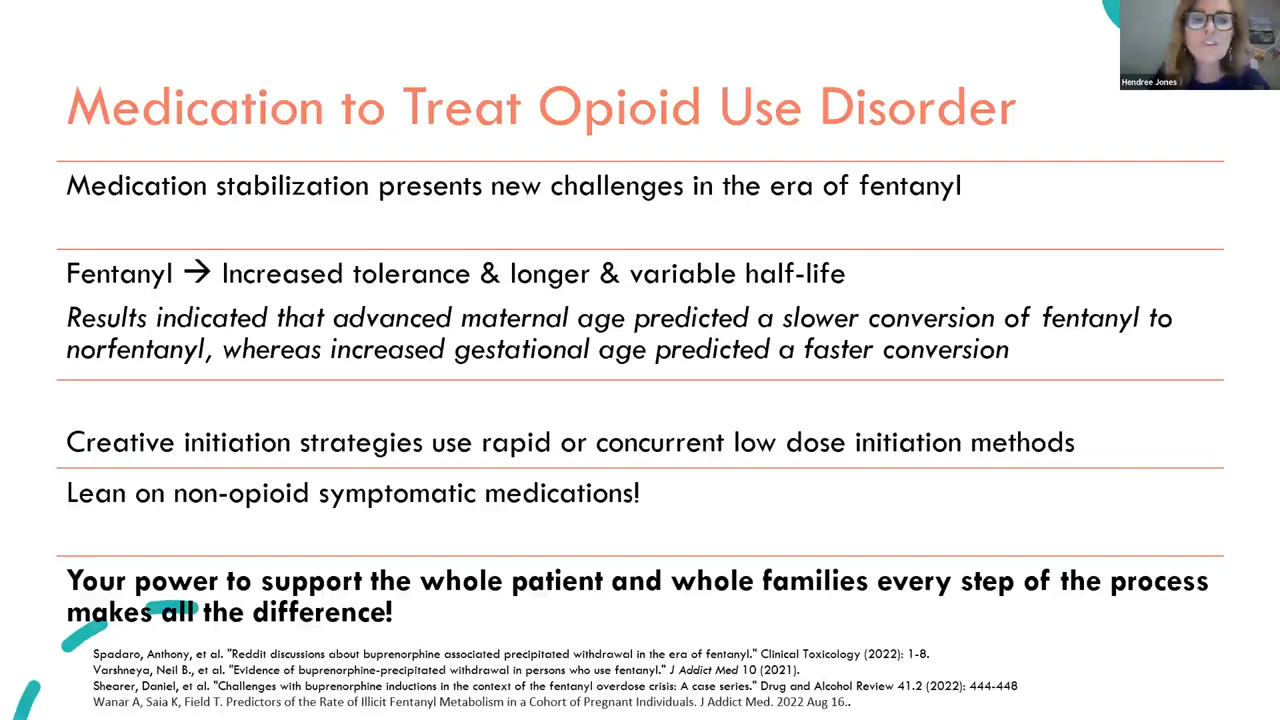 Hendree Jones
Medication to Treat Opioid Use Disorder
Medication stabilization presents new challenges in the era of fentanyl
Fentanyl → Increased tolerance & longer & variable half-life
Results indicated that advanced maternal age predicted a slower conversion of fentanyl to
norfentanyl, whereas increased gestational age predicted a faster conversion
Creative initiation strategies use rapid or concurrent low dose initiation methods
Lean on non-opioid symptomatic medications!
Your power to support the whole patient and whole families every step of the process
makes all the difference!
Spadaro, Anthony, et al. "Reddit discussions about buprenorphine associated precipitated withdrawal in the era of fentanyl." Clinical Toxicology (2022): 1-8.
Varshneya, Neil B., et al. "Evidence of buprenorphine-precipitated withdrawal in persons who use fentanyl." J Addict Med 10 (2021).
Shearer, Daniel, et al. "Challenges with buprenorphine inductions in the context of the fentanyl overdose crisis: A case series." Drug and Alcohol Review 41.2 (2022): 444-448
Wanar A, Saia K, Field T. Predictors of the Rate of Illicit Fentanyl Metabolism in a Cohort of Pregnant Individuals. J Addict Med. 2022 Aug 16..